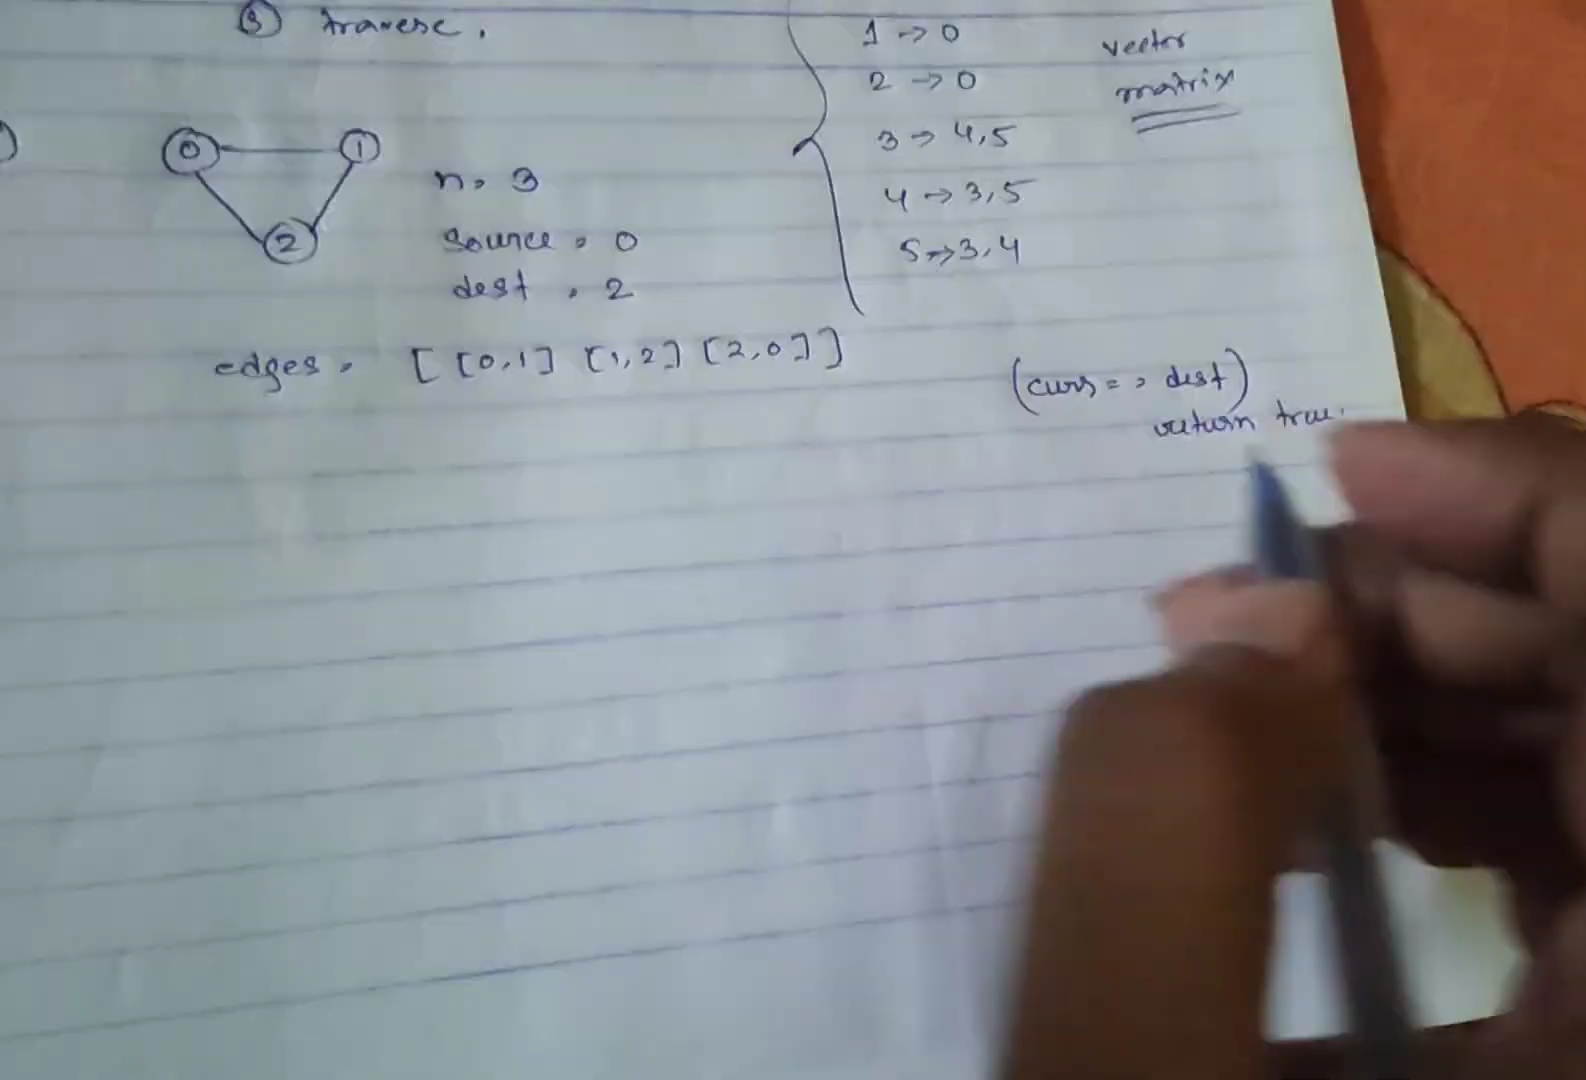 ③ traverse.
0 1
2
n = 3
source = 0
dest = 2
edges = [ [0,1] [1,2] [2,0] ]
1 → 0
2 → 0
3 → 4,5
4 → 3,5
5 → 3,4
vector
matrix
(curr == dest)
return true.